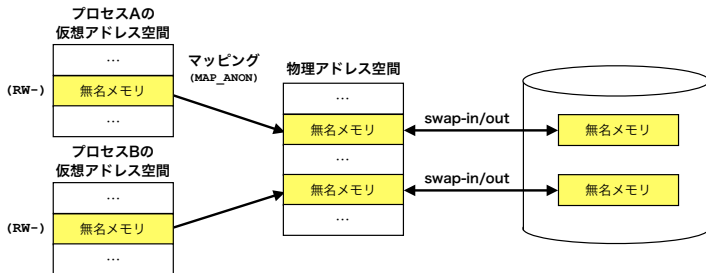 プロセスAの
仮想アドレス空間
…
(RW-)
無名メモリ
…
マッピング
(MAP_ANON)
物理アドレス空間
…
無名メモリ
…
無名メモリ
…
swap-in/out
swap-in/out
無名メモリ
無名メモリ
プロセスBの
仮想アドレス空間
…
(RW-)
無名メモリ
…